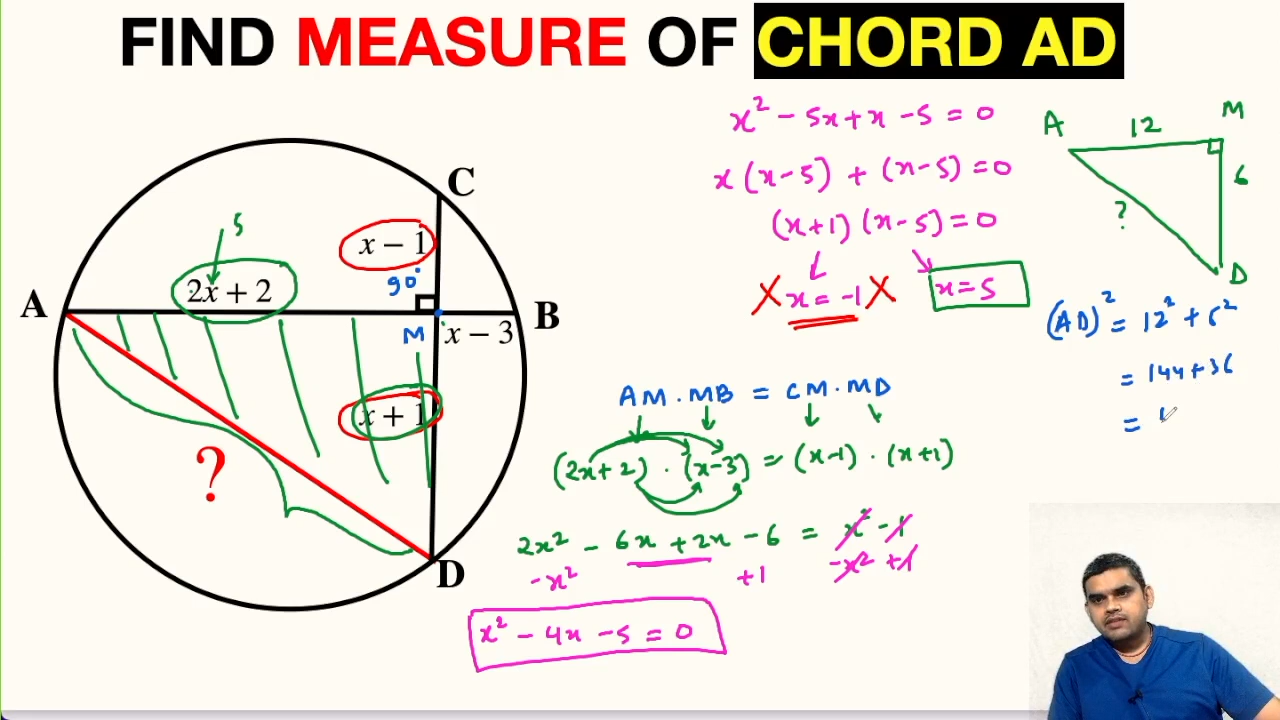 FIND MEASURE OF CHORD AD
A
B
C
D
M
5
2x + 2
x − 1
90°
x − 3
x + 1
?
x² − 5x + x − 5 = 0
x(x−5) + (x−5) = 0
(x+1)(x−5) = 0
X x = −1 X
x = 5
AM . MB = CM . MD
(2x+2) . (x−3) = (x−1) . (x+1)
2x² − 6x + 2x − 6 = x² − 1
−x² +1 −x² +1
x² − 4x − 5 = 0
A 12 M
6
?
D
(AD)² = 12² + 6²
= 144 + 36
= 1